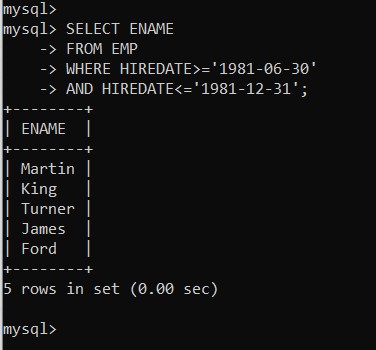 mysql>
mysql> SELECT ENAME
    -> FROM EMP
    -> WHERE HIREDATE>='1981-06-30'
    -> AND HIREDATE<='1981-12-31';
+--------+
| ENAME  |
+--------+
| Martin |
| King   |
| Turner |
| James  |
| Ford   |
+--------+
5 rows in set (0.00 sec)
mysql>